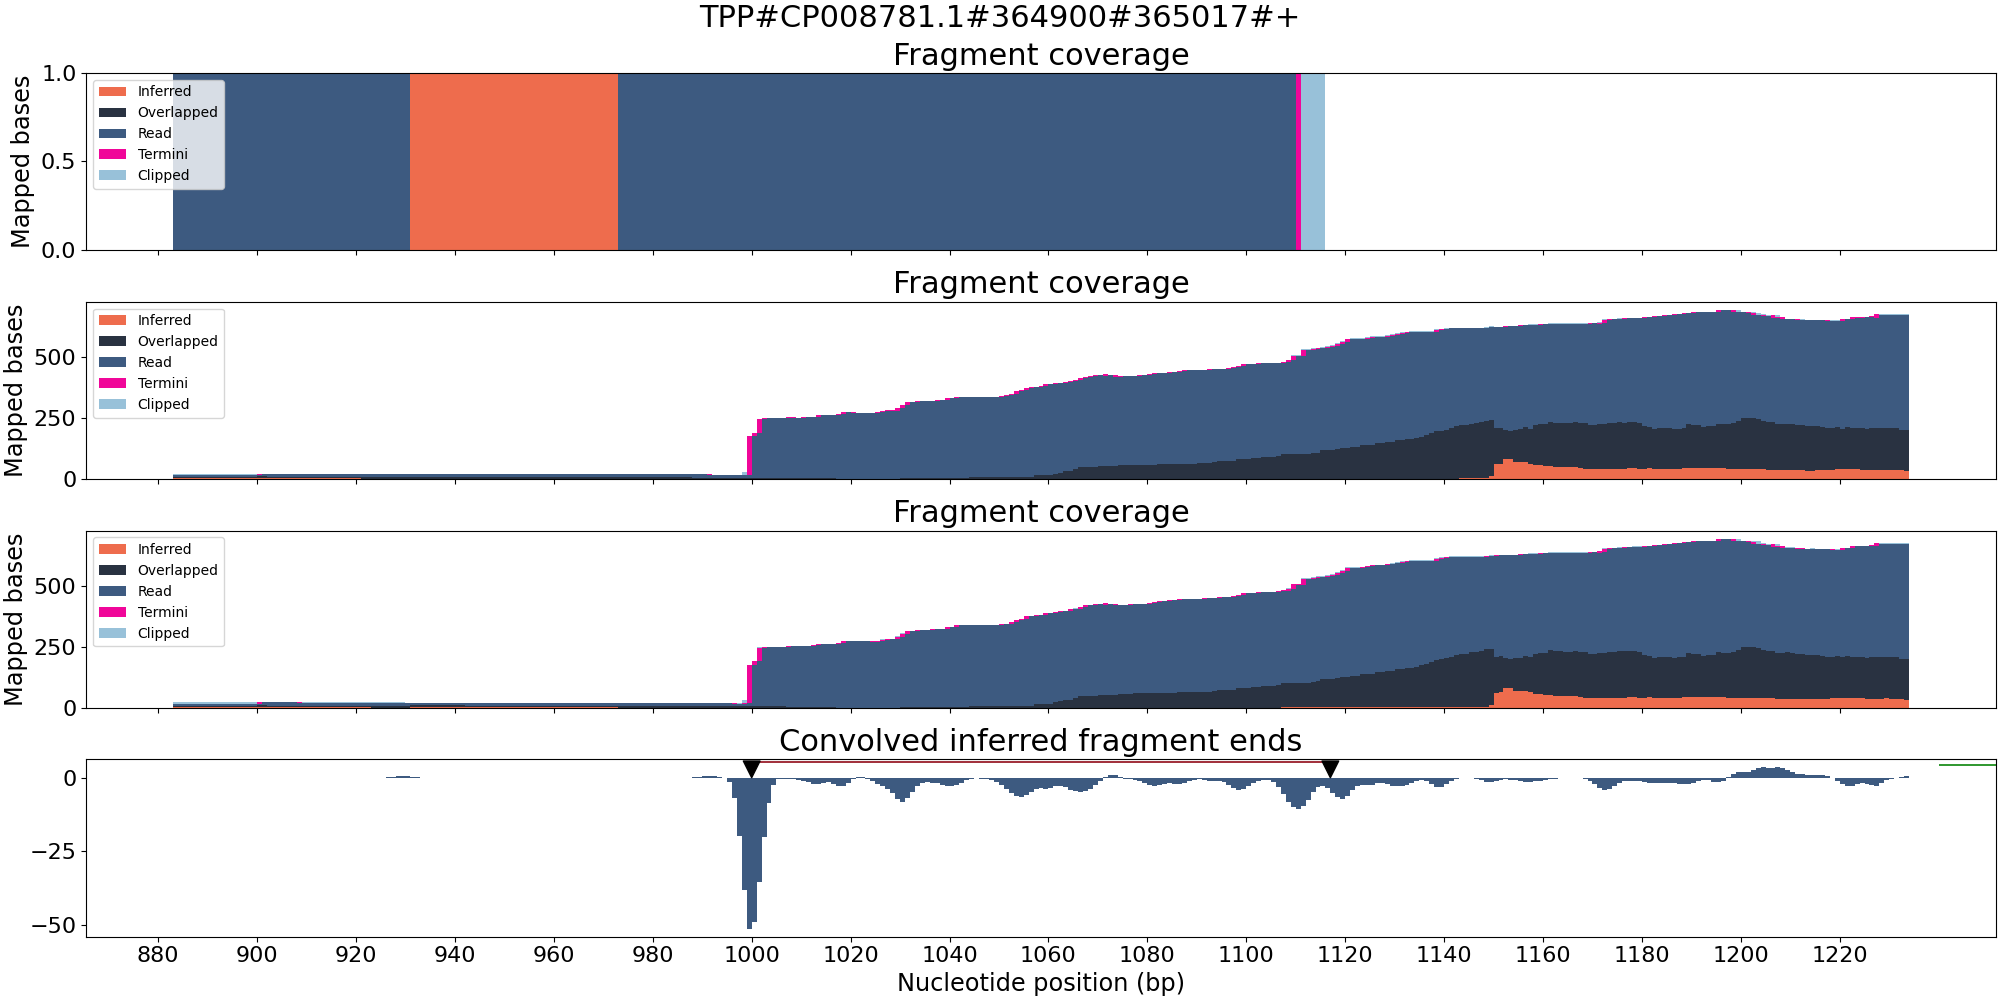 TPP#CP008781.1#364900#365017#+
Fragment coverage
Mapped bases
1.0
0.5
0.0
Inferred
Overlapped
Read
Termini
Clipped
Fragment coverage
Mapped bases
500
250
0
Inferred
Overlapped
Read
Termini
Clipped
Fragment coverage
Mapped bases
500
250
0
Inferred
Overlapped
Read
Termini
Clipped
Convolved inferred fragment ends
0
−25
−50
880 900 920 940 960 980 1000 1020 1040 1060 1080 1100 1120 1140 1160 1180 1200 1220
Nucleotide position (bp)